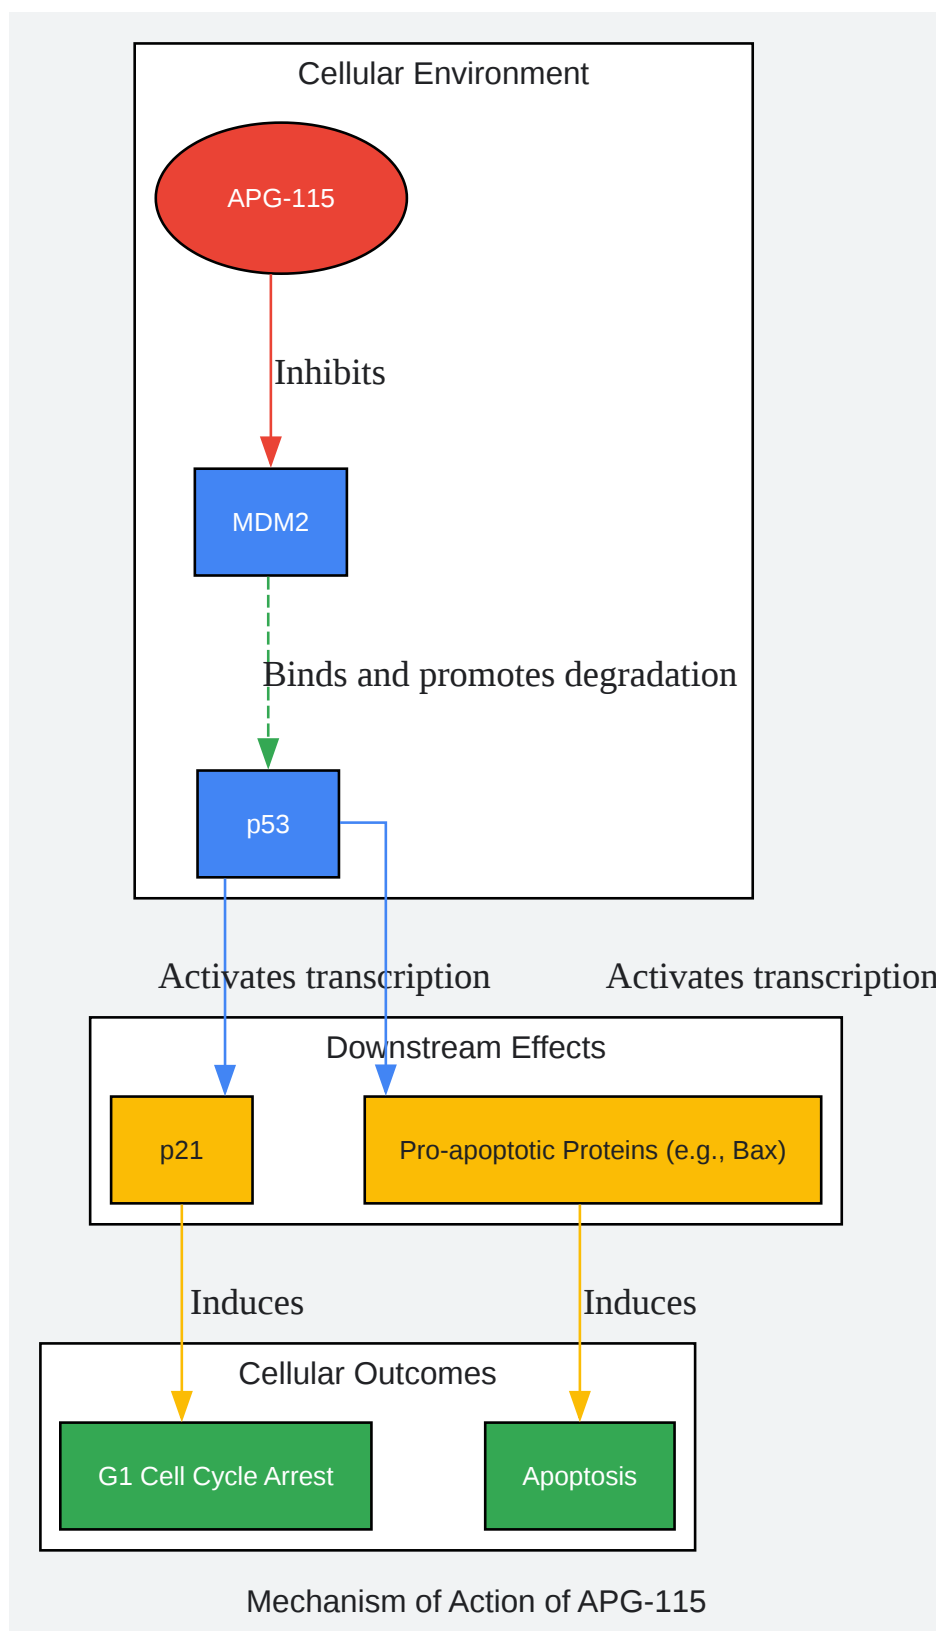 Cellular Environment
APG-115
Inhibits
MDM2
Binds and promotes degradation
p53
Activates transcription
Activates transcription
Downstream Effects
p21
Pro-apoptotic Proteins (e.g., Bax)
Induces
Induces
Cellular Outcomes
G1 Cell Cycle Arrest
Apoptosis
Mechanism of Action of APG-115